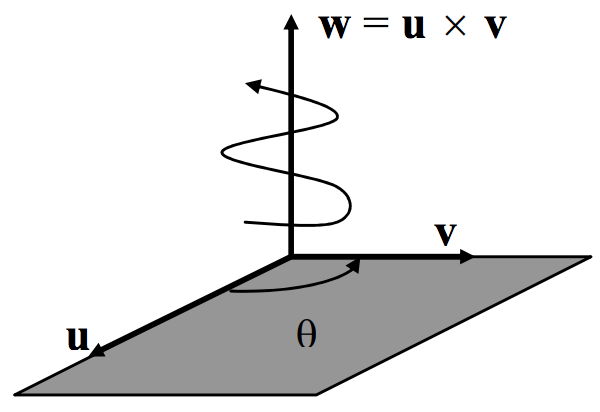 w = u × v
v
u
θ